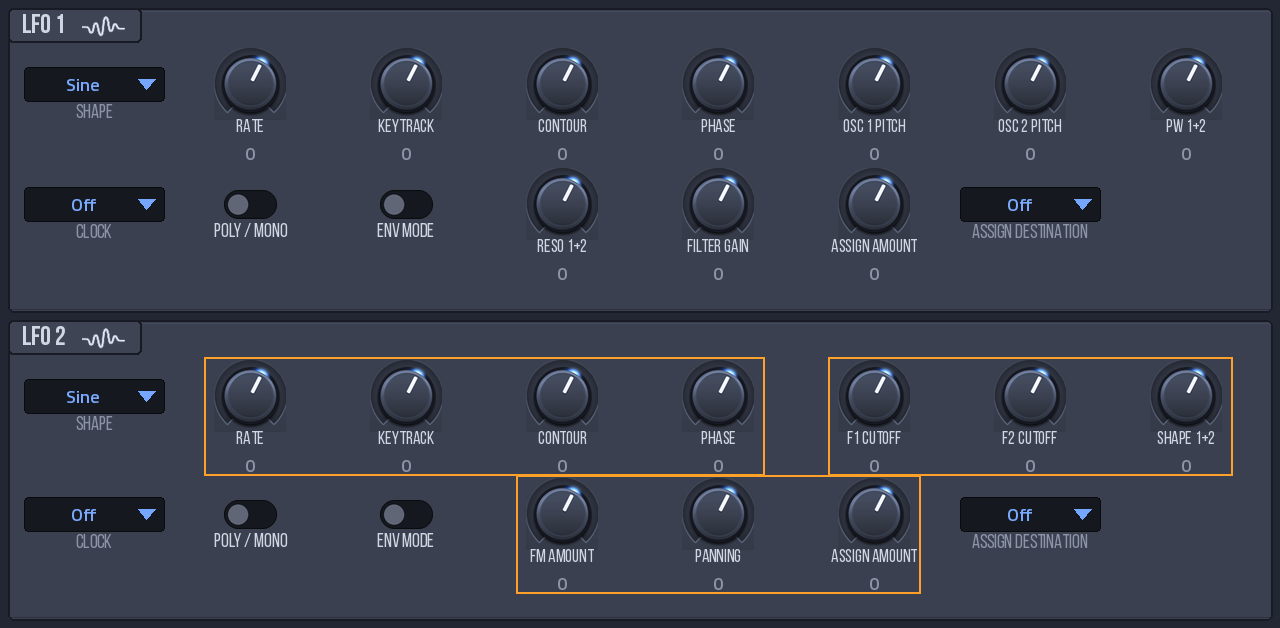 LFO 1
Sine
SHAPE
RATE KEYTRACK CONTOUR PHASE OSC 1 PITCH OSC 2 PITCH PW 1+2
0 0 0 0 0 0 0
Off Off
CLOCK POLY / MONO ENV MODE ASSIGN DESTINATION
RESO 1+2 FILTER GAIN ASSIGN AMOUNT
0 0 0
LFO 2
Sine
SHAPE
RATE KEYTRACK CONTOUR PHASE F1 CUTOFF F2 CUTOFF SHAPE 1+2
0 0 0 0 0 0 0
Off Off
CLOCK POLY / MONO ENV MODE ASSIGN DESTINATION
FM AMOUNT PANNING ASSIGN AMOUNT
0 0 0